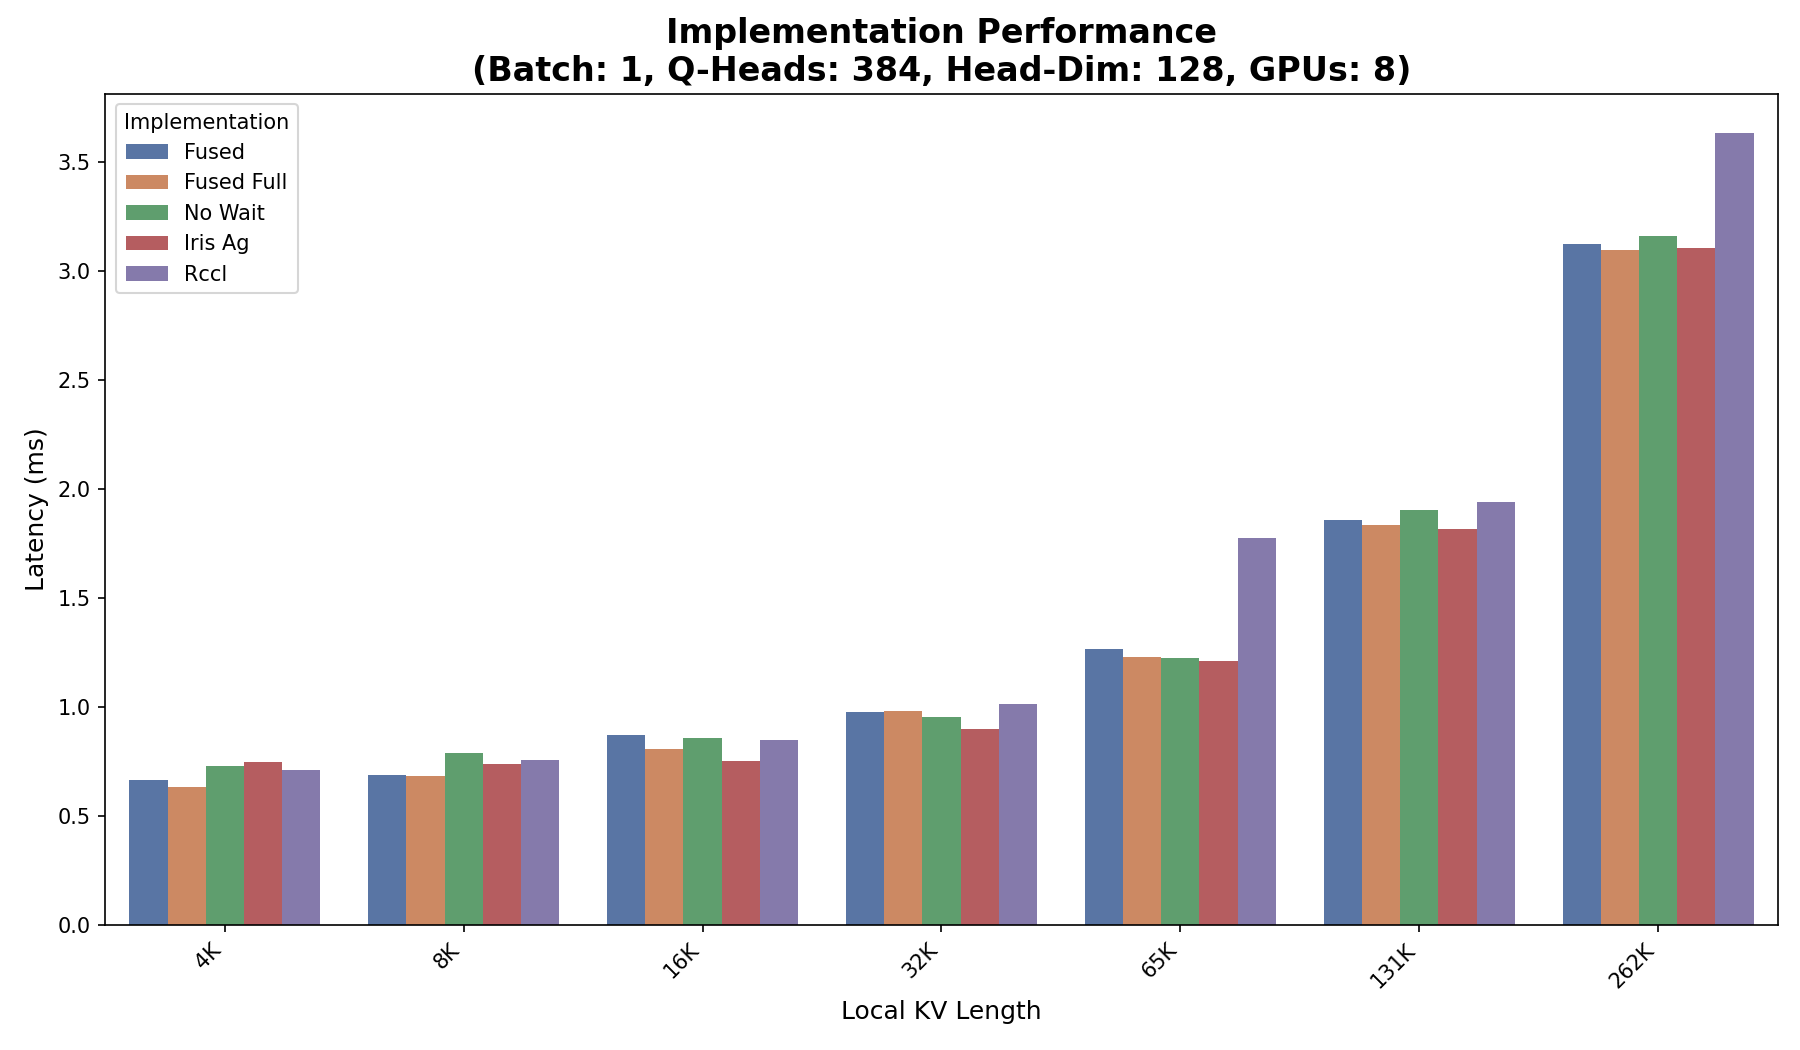 Implementation Performance
(Batch: 1, Q-Heads: 384, Head-Dim: 128, GPUs: 8)
Implementation
Fused
Fused Full
No Wait
Iris Ag
Rccl
Latency (ms)
3.5
3.0
2.5
2.0
1.5
1.0
0.5
0.0
4K
8K
16K
32K
65K
131K
262K
Local KV Length